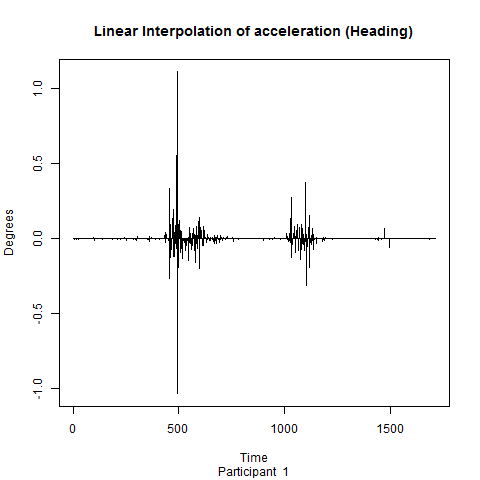 Linear Interpolation of acceleration (Heading)
1.0
0.5
0.0
-0.5
-1.0
Degrees
0 500 1000 1500
Time
Participant 1